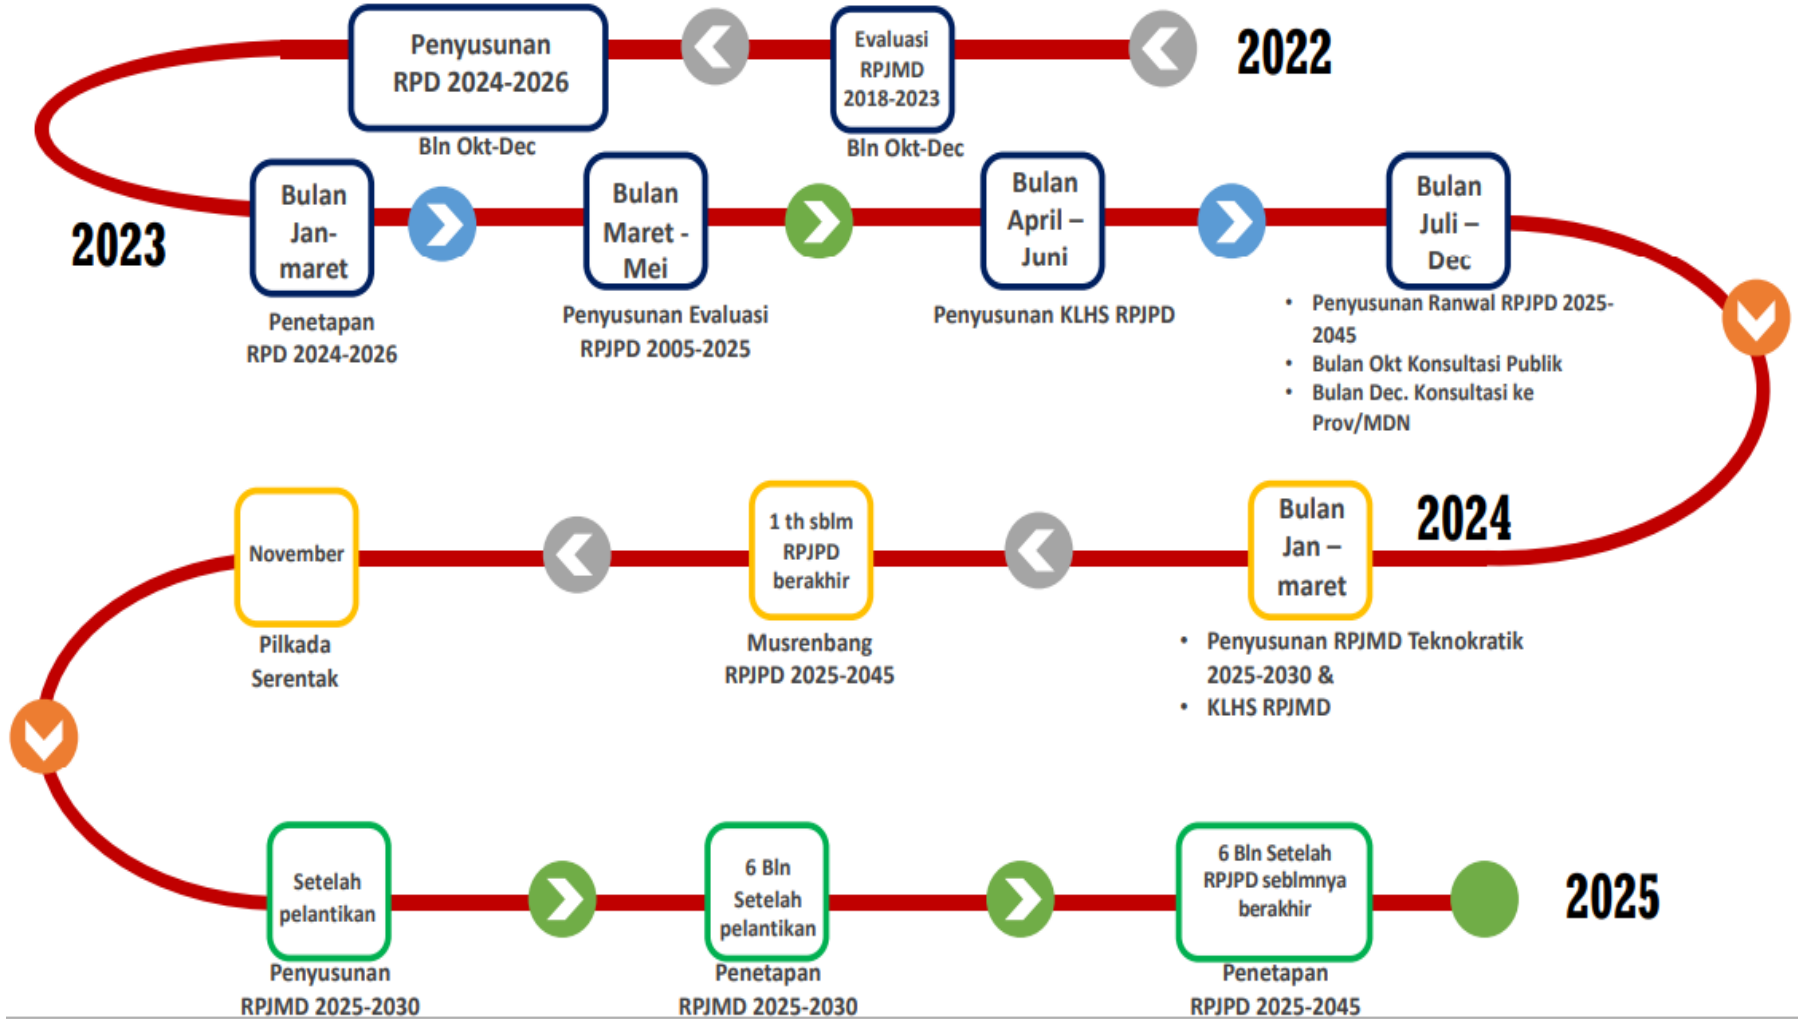 2022
Evaluasi
RPJMD
2018-2023
Bln Okt-Dec
Penyusunan
RPD 2024-2026
Bln Okt-Dec
2023
Bulan
Jan-
maret
Penetapan
RPD 2024-2026
Bulan
Maret -
Mei
Penyusunan Evaluasi
RPJPD 2005-2025
Bulan
April –
Juni
Penyusunan KLHS RPJPD
Bulan
Juli –
Dec
• Penyusunan Ranwal RPJPD 2025-
2045
• Bulan Okt Konsultasi Publik
• Bulan Dec. Konsultasi ke
Prov/MDN
2024
Bulan
Jan –
maret
• Penyusunan RPJMD Teknokratik
2025-2030 &
• KLHS RPJMD
1 th sblm
RPJPD
berakhir
Musrenbang
RPJPD 2025-2045
November
Pilkada
Serentak
Setelah
pelantikan
Penyusunan
RPJMD 2025-2030
6 Bln
Setelah
pelantikan
Penetapan
RPJMD 2025-2030
6 Bln Setelah
RPJPD seblmnya
berakhir
Penetapan
RPJPD 2025-2045
2025